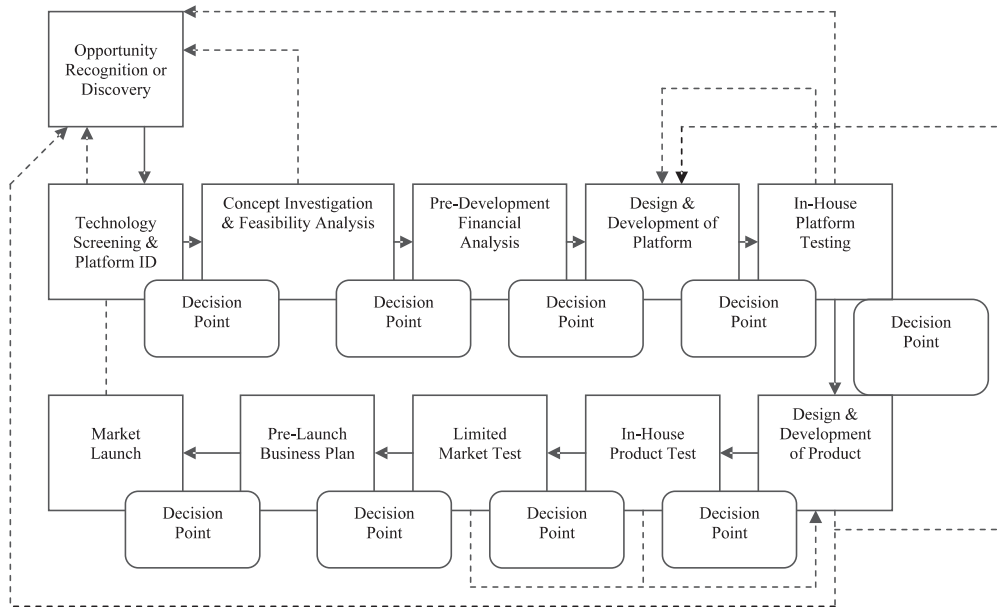 Opportunity
Recognition or
Discovery
Technology
Screening &
Platform ID
Concept Investigation
& Feasibility Analysis
Pre-Development
Financial
Analysis
Design &
Development of
Platform
In-House
Platform
Testing
Decision
Point
Decision
Point
Decision
Point
Decision
Point
Decision
Point
Market
Launch
Pre-Launch
Business Plan
Limited
Market Test
In-House
Product Test
Design &
Development
of Product
Decision
Point
Decision
Point
Decision
Point
Decision
Point